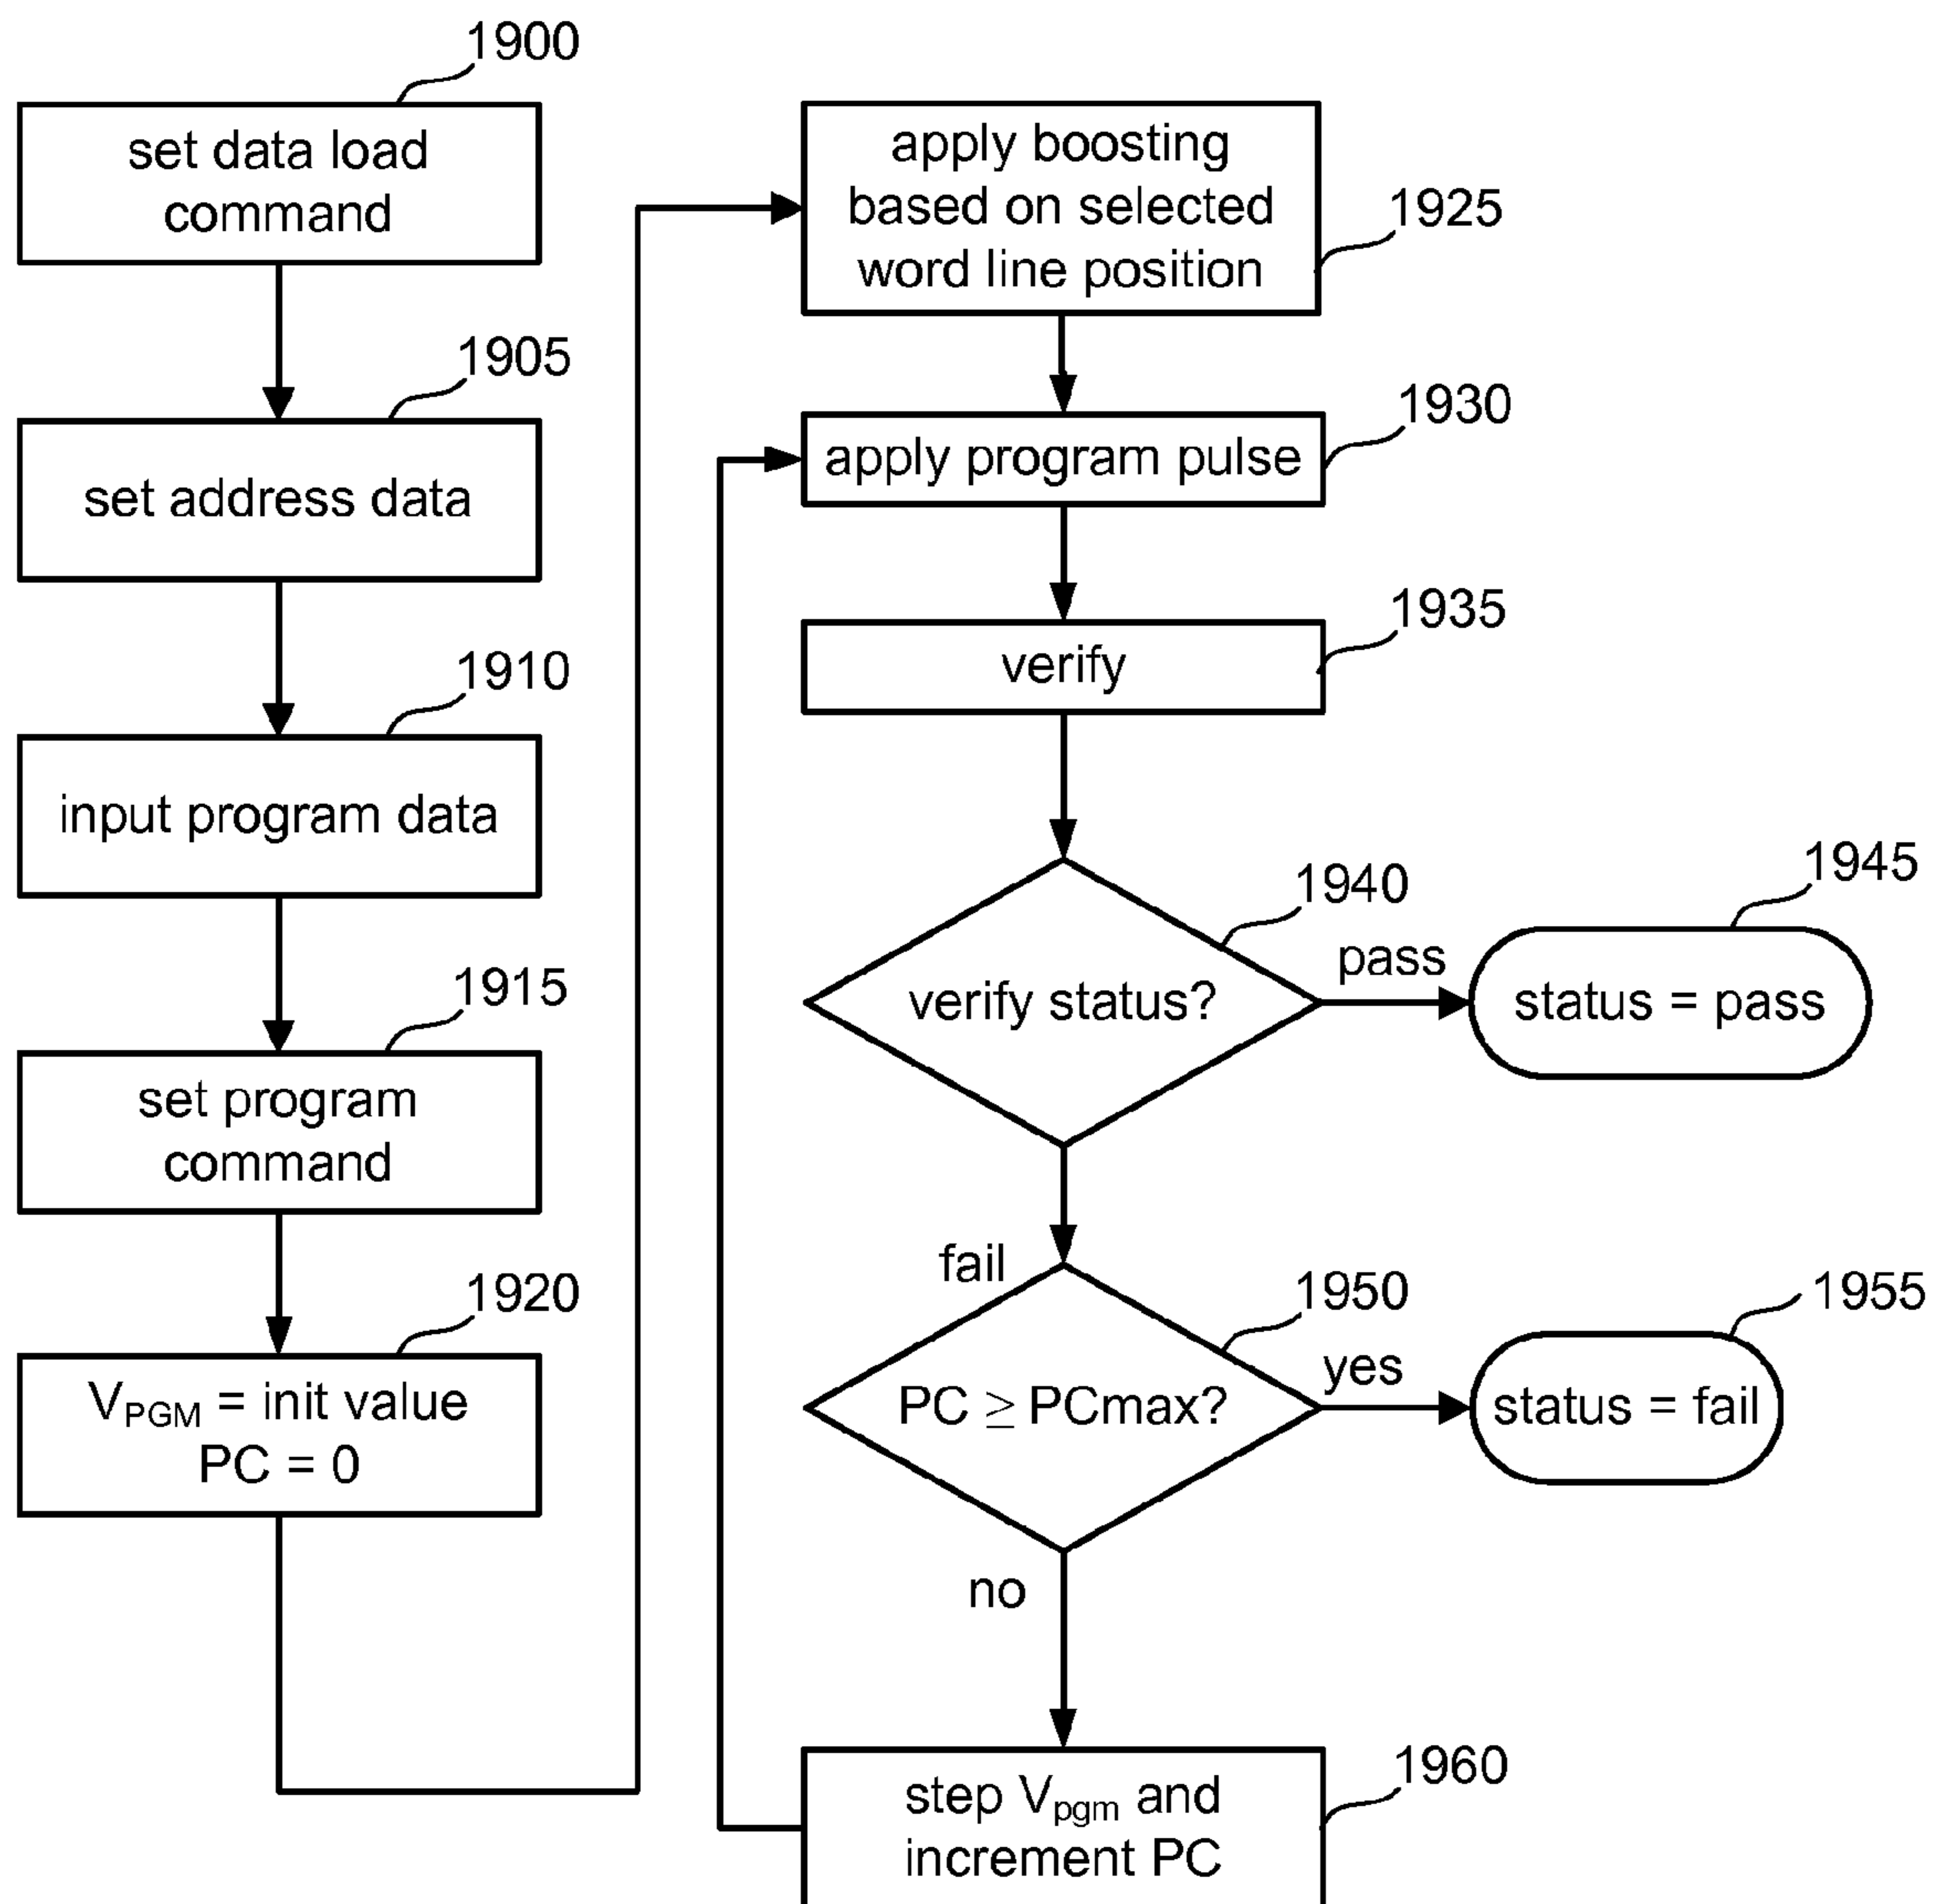 1900
set data load
command
1905
set address data
1910
input program data
1915
set program
command
1920
VPGM = init value
PC = 0
apply boosting
based on selected
word line position
1925
1930
apply program pulse
1935
verify
1940
verify status?
pass
1945
status = pass
fail
1950
PC ≥ PCmax?
yes
1955
status = fail
no
1960
step Vpgm and
increment PC